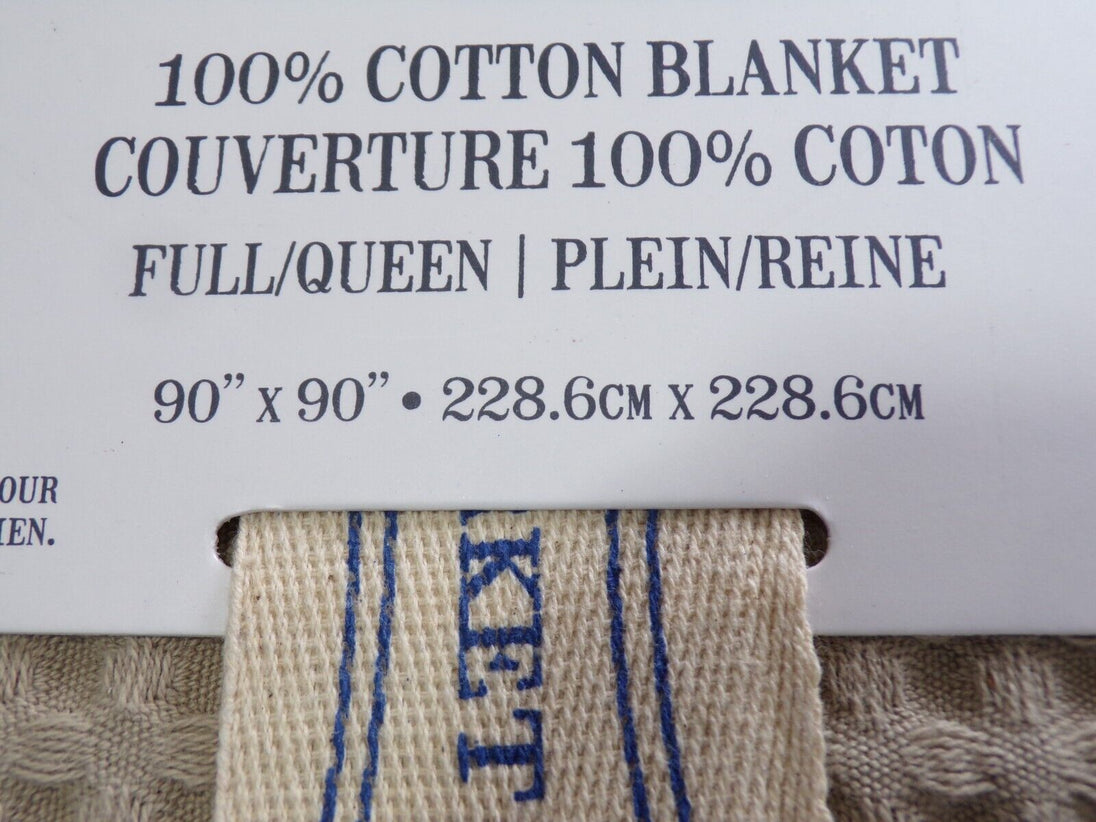 100% COTTON BLANKET
COUVERTURE 100% COTON
FULL/QUEEN | PLEIN/REINE
90” X 90” • 228.6CM X 228.6CM
OUR
IEN.
KET